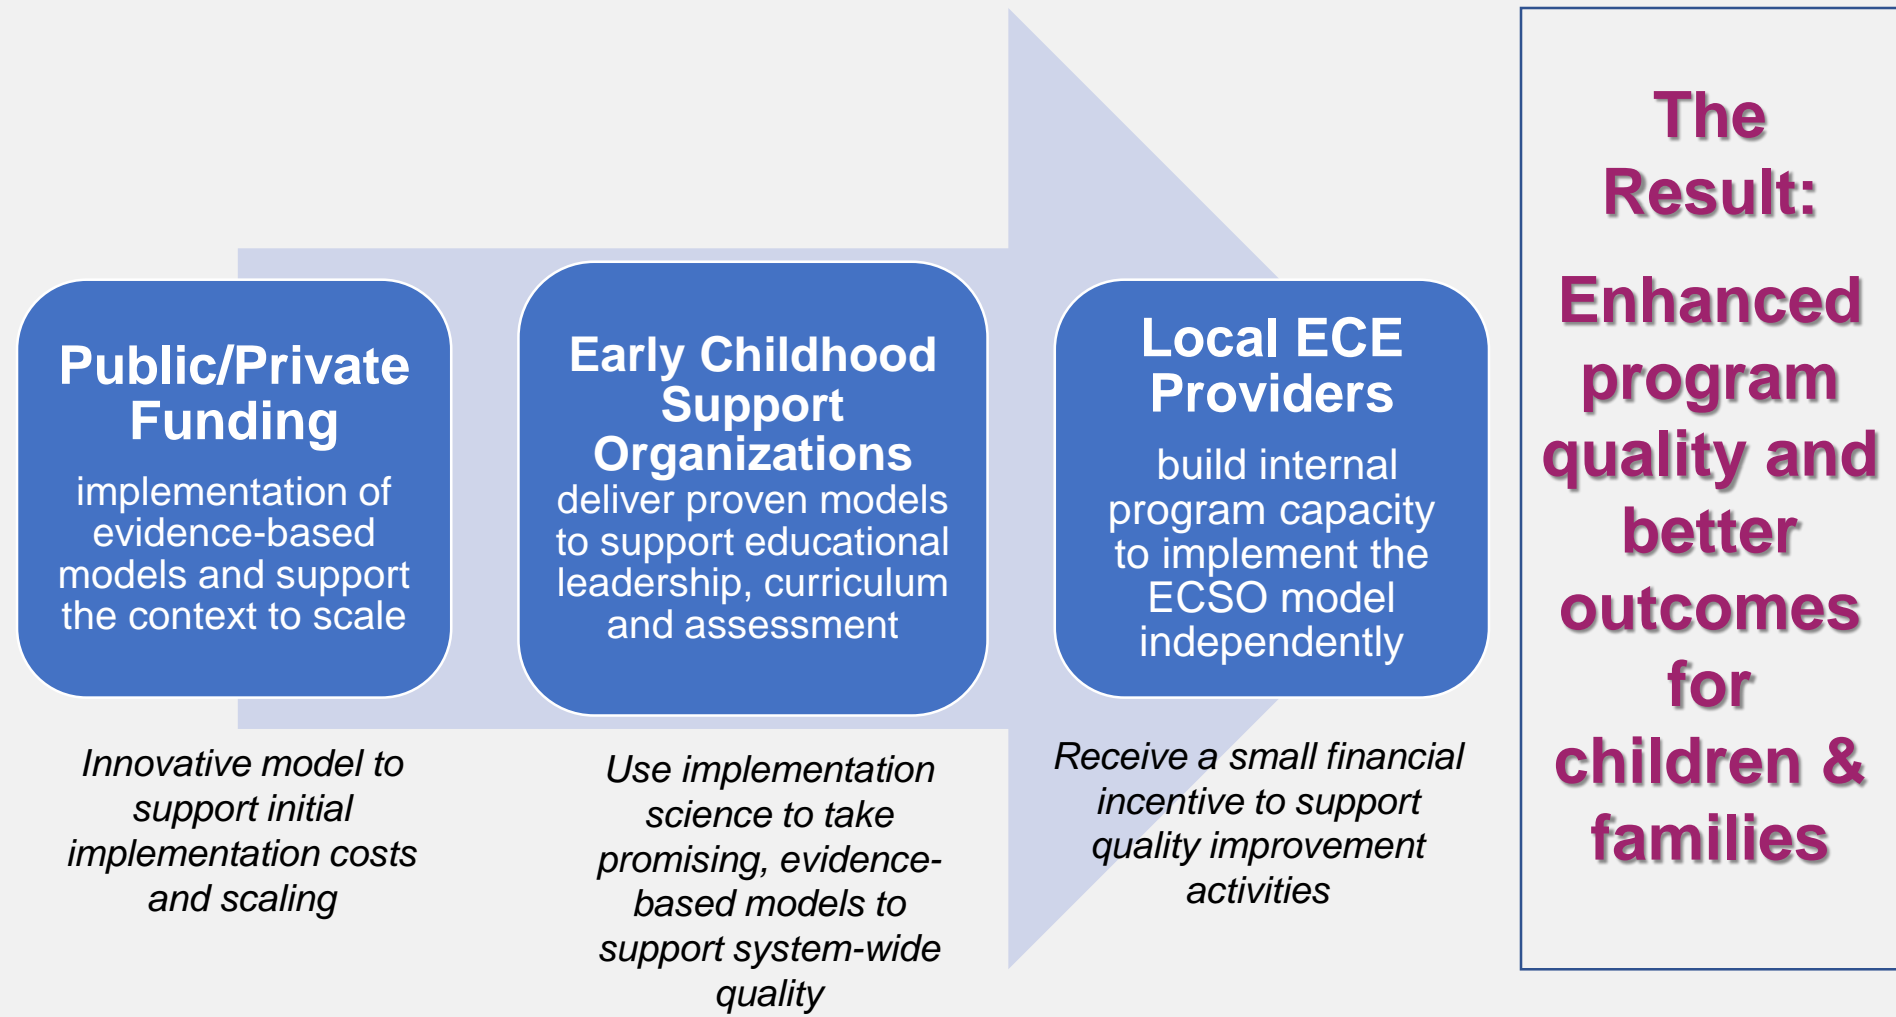 Public/Private
Funding
implementation of
evidence-based
models and support
the context to scale
Innovative model to
support initial
implementation costs
and scaling
Early Childhood
Support
Organizations
deliver proven models
to support educational
leadership, curriculum
and assessment
Use implementation
science to take
promising, evidence-
based models to
support system-wide
quality
Local ECE
Providers
build internal
program capacity
to implement the
ECSO model
independently
Receive a small financial
incentive to support
quality improvement
activities
The
Result:
Enhanced
program
quality and
better
outcomes
for
children &
families